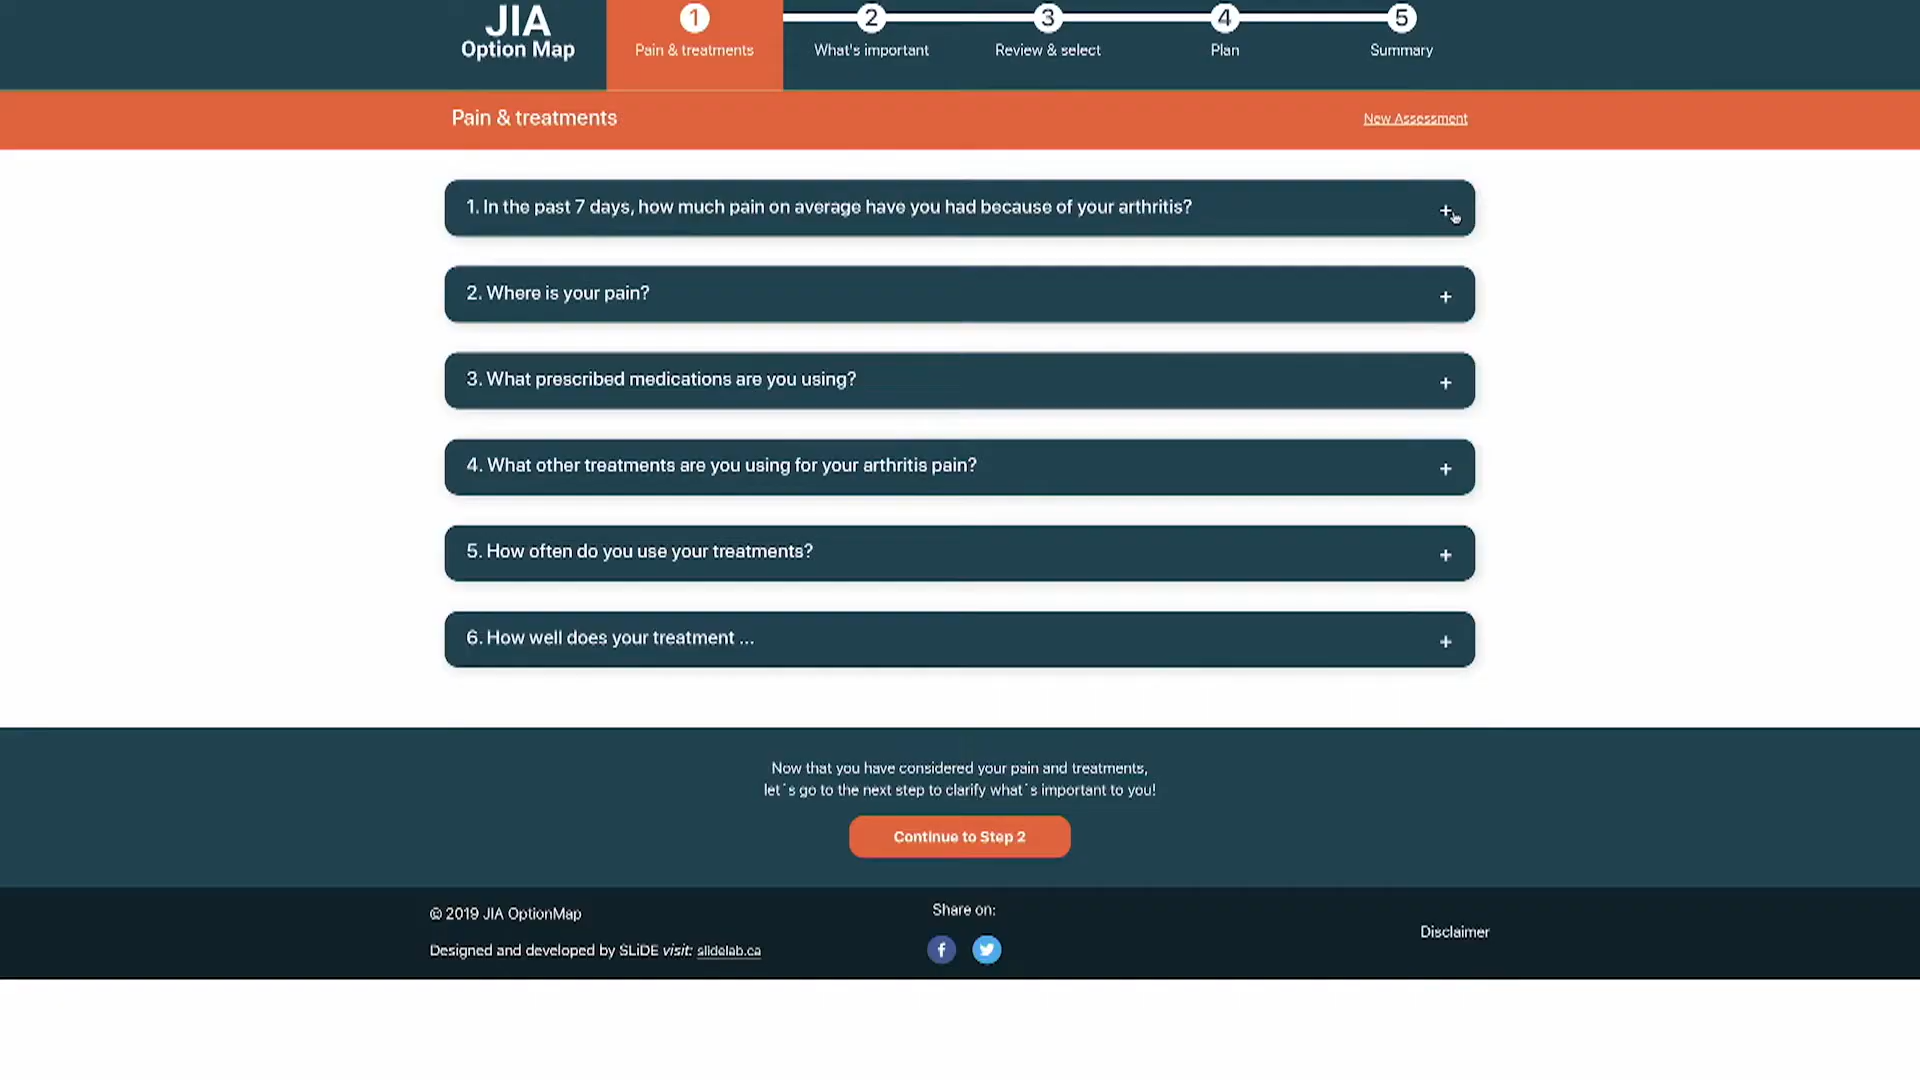 JIA
Option Map
1
Pain & treatments
2
What's important
3
Review & select
4
Plan
5
Summary
Pain & treatments
New Assessment
1. In the past 7 days, how much pain on average have you had because of your arthritis?
+
2. Where is your pain?
+
3. What prescribed medications are you using?
+
4. What other treatments are you using for your arthritis pain?
+
5. How often do you use your treatments?
+
6. How well does your treatment ...
+
Now that you have considered your pain and treatments,
let´s go to the next step to clarify what´s important to you!
Continue to Step 2
© 2019 JIA OptionMap
Designed and developed by SLiDE visit: slidelab.ca
Share on:
f
Disclaimer